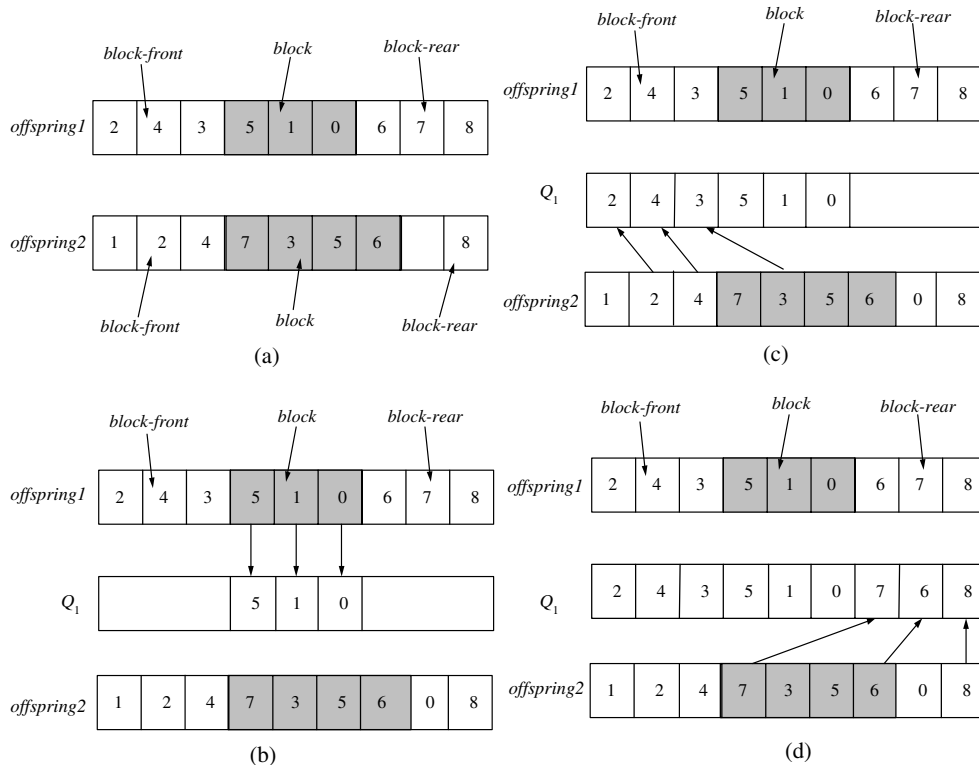 block-front
block
block-rear
offspring1
2 4 3 5 1 0 6 7 8
offspring2
1 2 4 7 3 5 6 8
block-front
block
block-rear
(a)
block-front
block
block-rear
offspring1
2 4 3 5 1 0 6 7 8
Q1
5 1 0
offspring2
1 2 4 7 3 5 6 0 8
(b)
block-front
block
block-rear
offspring1
2 4 3 5 1 0 6 7 8
Q1
2 4 3 5 1 0
offspring2
1 2 4 7 3 5 6 0 8
(c)
block-front
block
block-rear
offspring1
2 4 3 5 1 0 6 7 8
Q1
2 4 3 5 1 0 7 6 8
offspring2
1 2 4 7 3 5 6 0 8
(d)